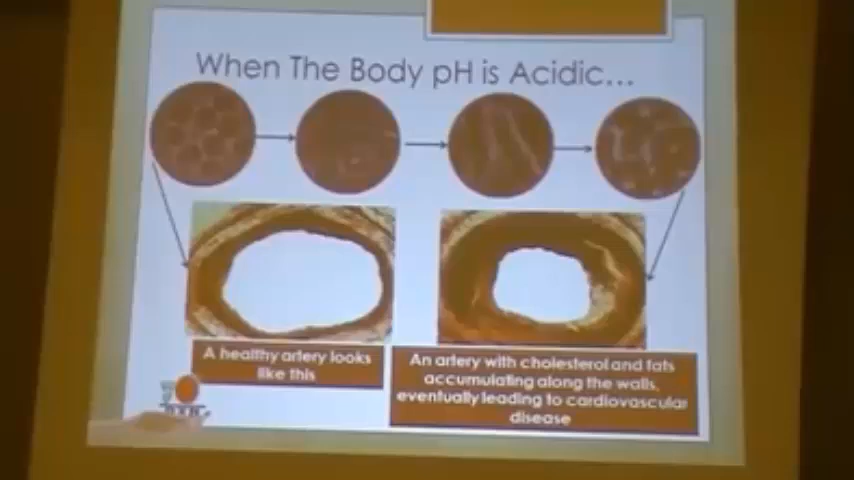 When The Body pH is Acidic...
A healthy artery looks
like this
An artery with cholesterol and fats
accumulating along the walls,
eventually leading to cardiovascular
disease